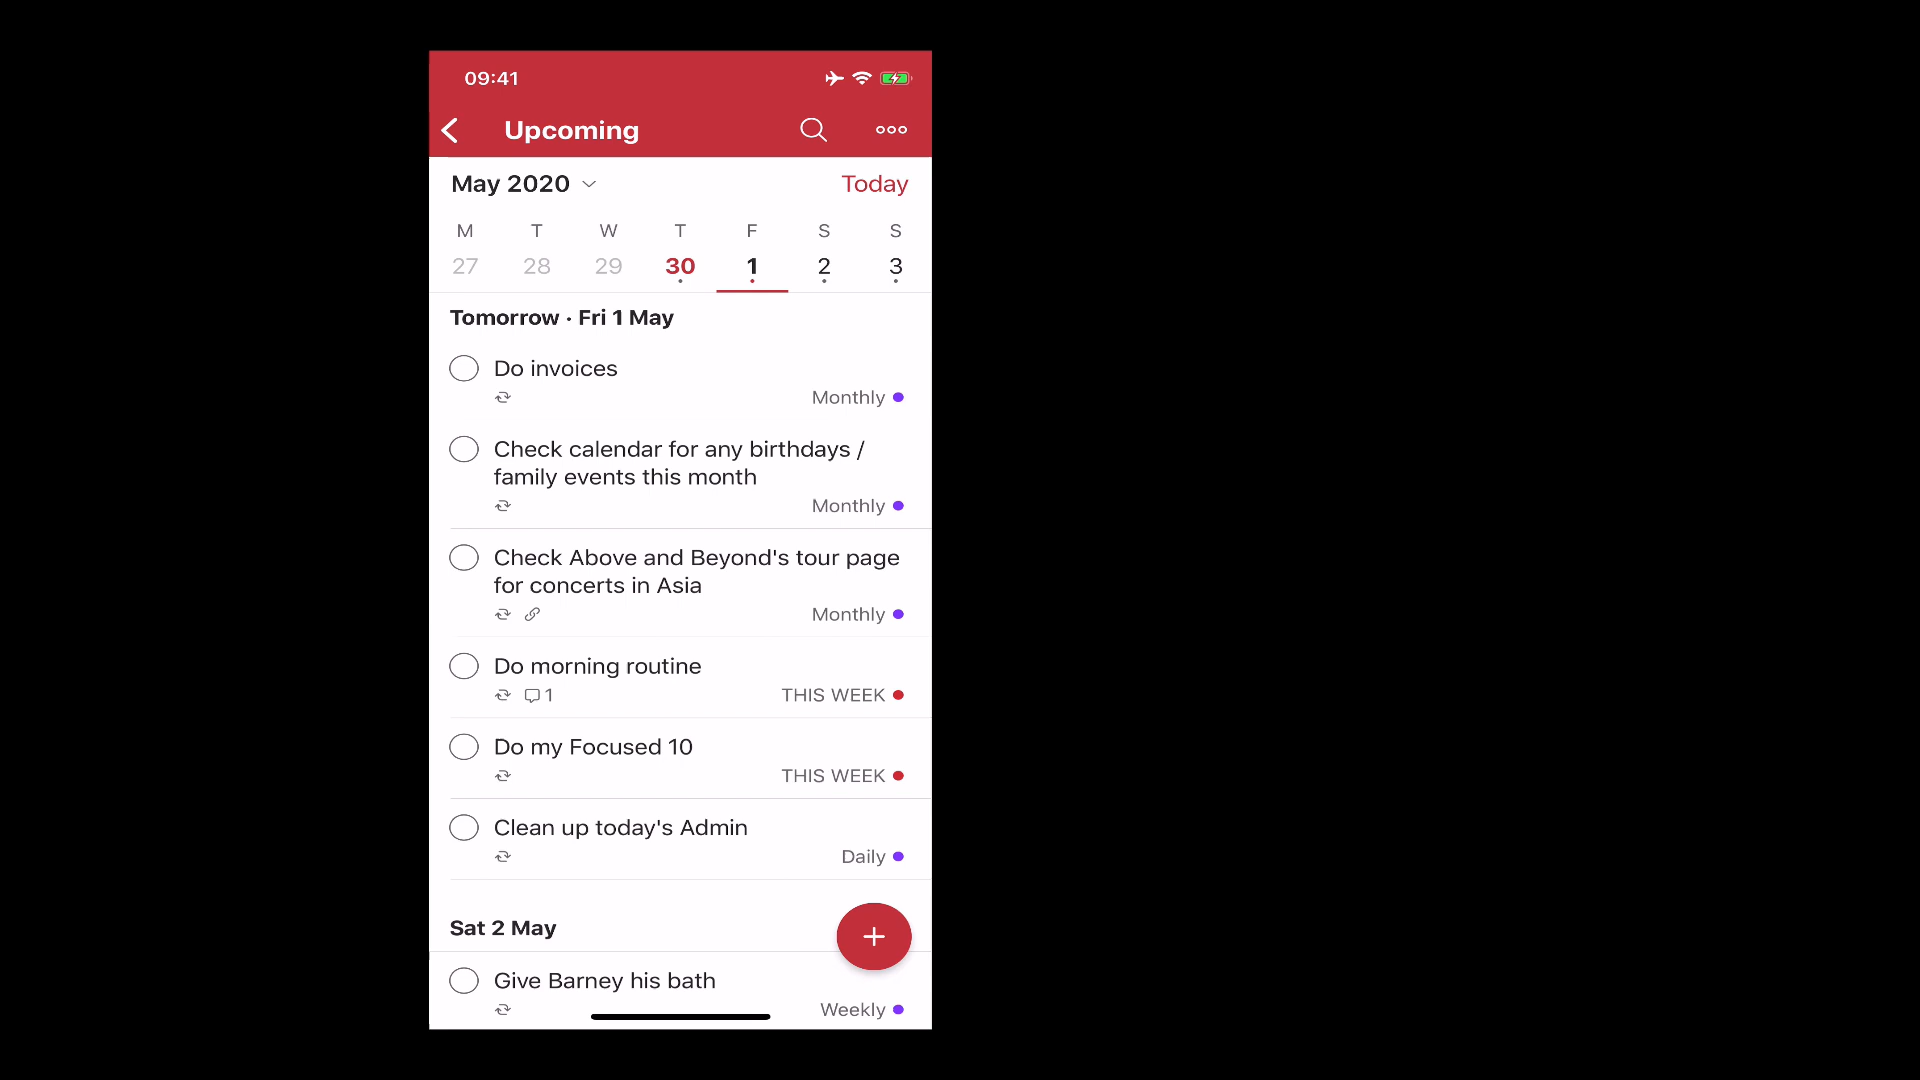 09:41
Upcoming
May 2020
Today
M T W T F S S
27 28 29 30 1 2 3
Tomorrow · Fri 1 May
Do invoices
Monthly
Check calendar for any birthdays /
family events this month
Monthly
Check Above and Beyond's tour page
for concerts in Asia
Monthly
Do morning routine
1 THIS WEEK
Do my Focused 10
THIS WEEK
Clean up today's Admin
Daily
Sat 2 May
Give Barney his bath
Weekly